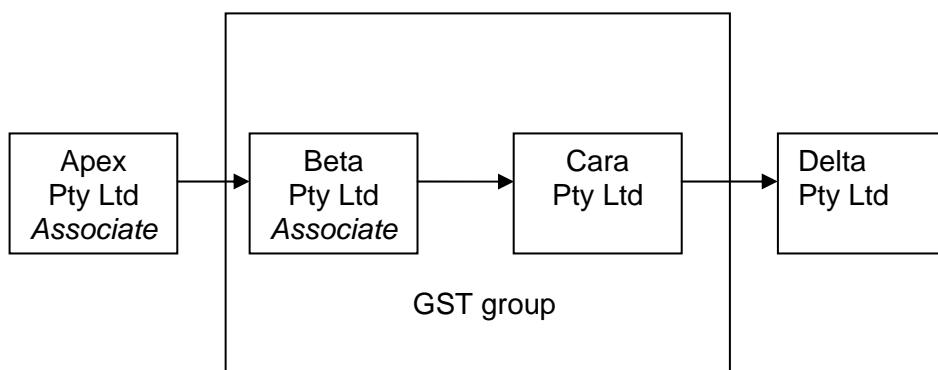 Apex
Pty Ltd
Associate
Beta
Pty Ltd
Associate
Cara
Pty Ltd
Delta
Pty Ltd
GST group